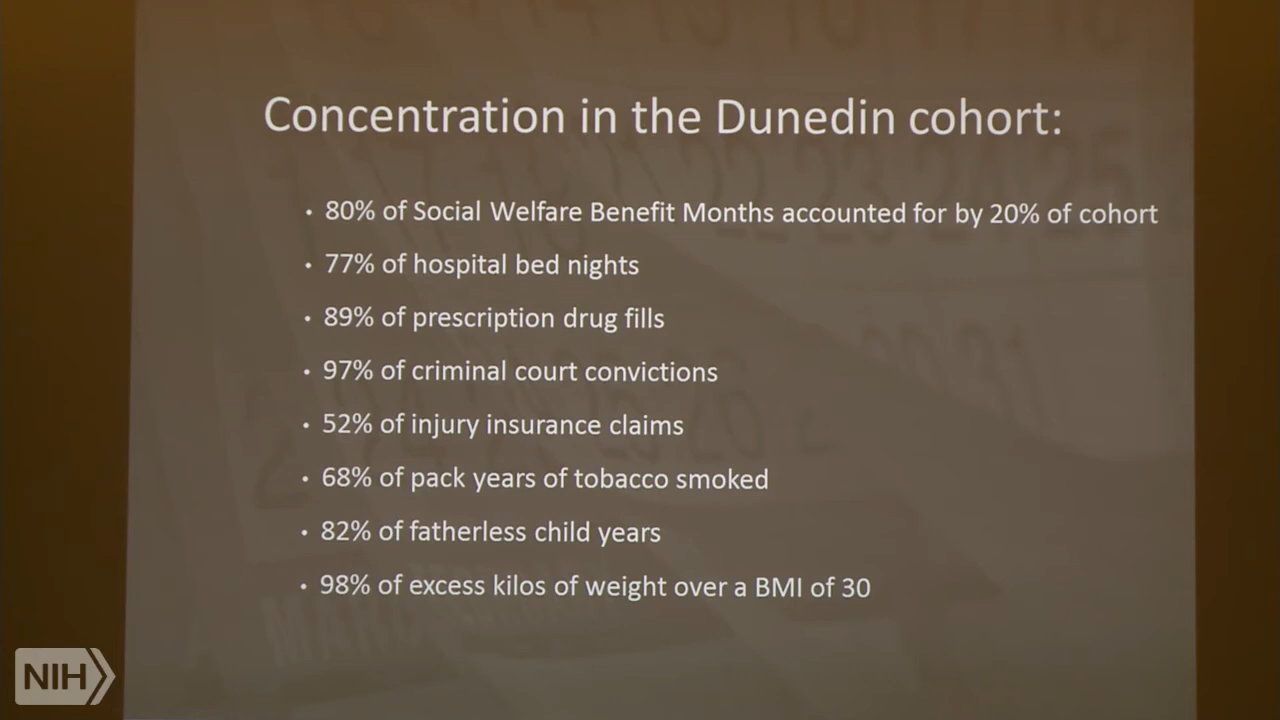 Concentration in the Dunedin cohort:
• 80% of Social Welfare Benefit Months accounted for by 20% of cohort
• 77% of hospital bed nights
• 89% of prescription drug fills
• 97% of criminal court convictions
• 52% of injury insurance claims
• 68% of pack years of tobacco smoked
• 82% of fatherless child years
• 98% of excess kilos of weight over a BMI of 30
NIH